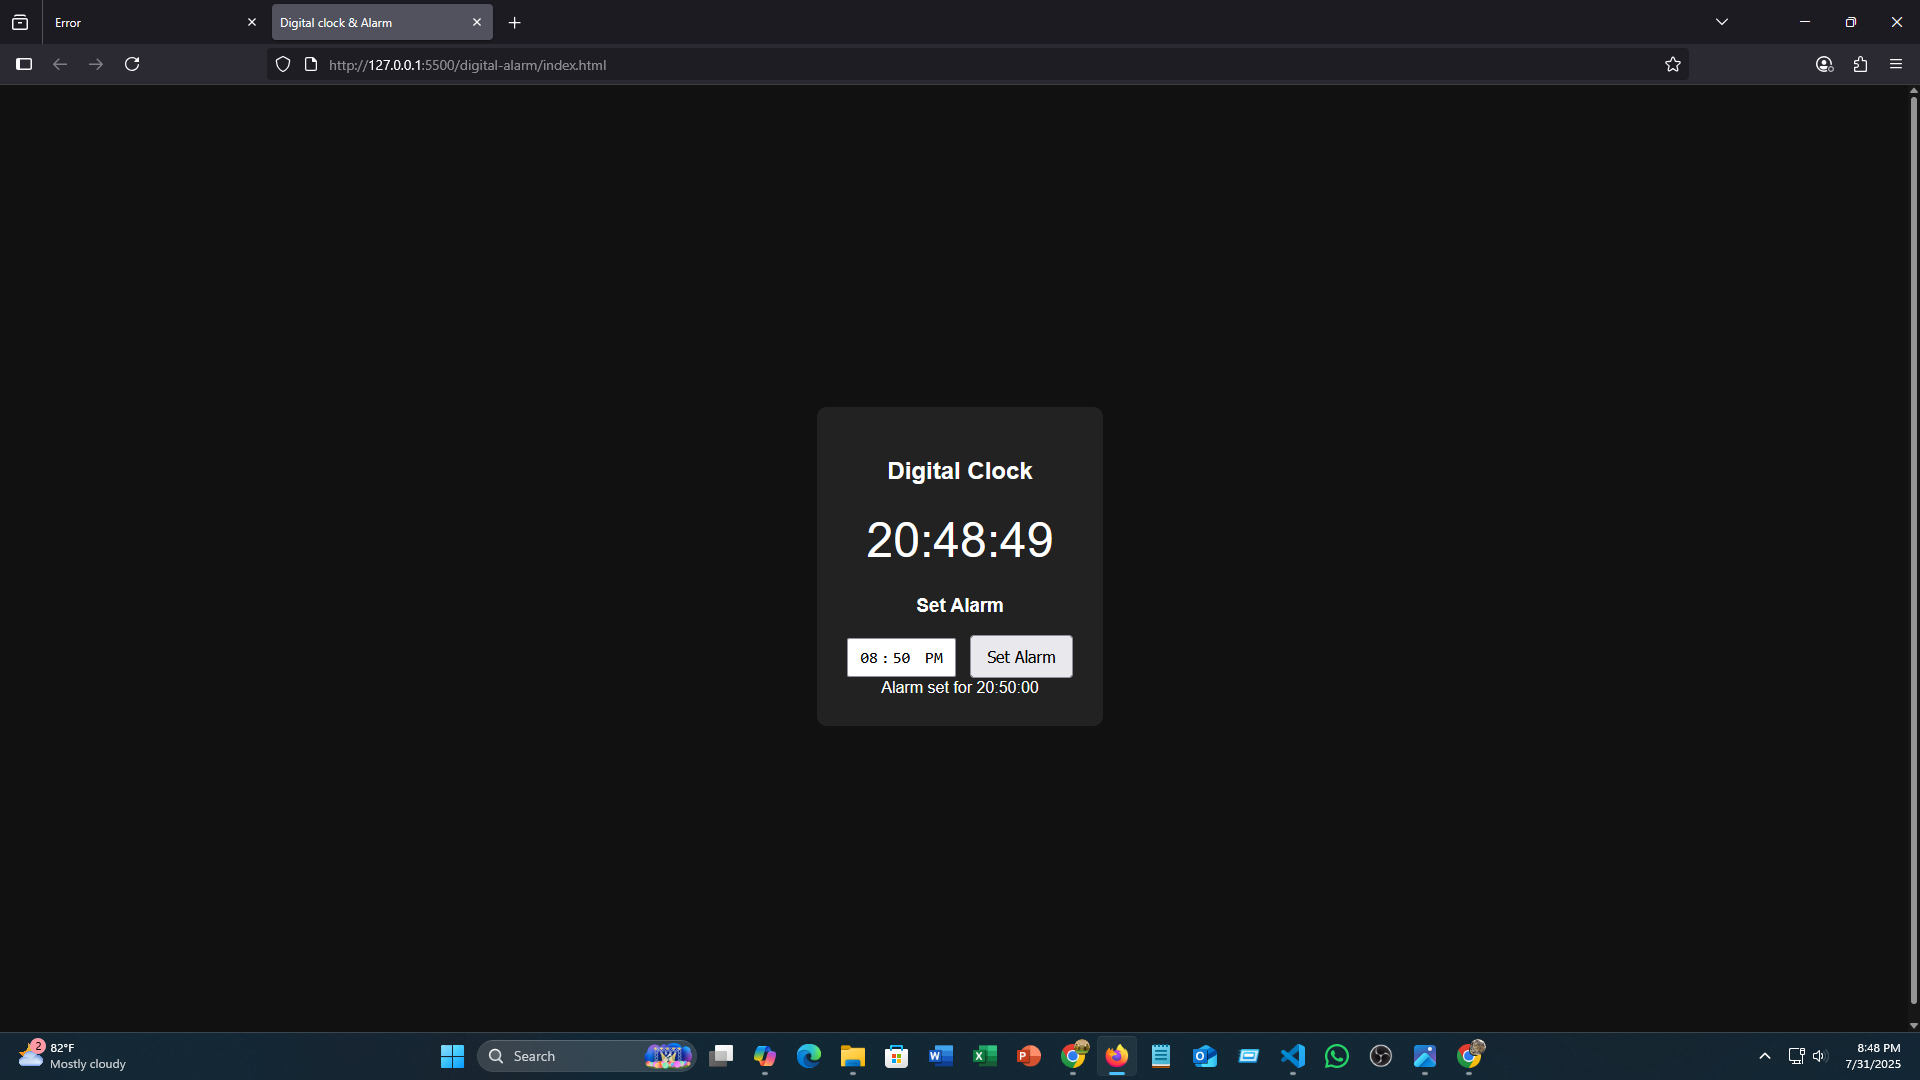 Error
Digital clock & Alarm
http://127.0.0.1:5500/digital-alarm/index.html
Digital Clock
20:48:49
Set Alarm
08:50 PM
Set Alarm
Alarm set for 20:50:00
2
82°F
Mostly cloudy
Search
8:48 PM
7/31/2025